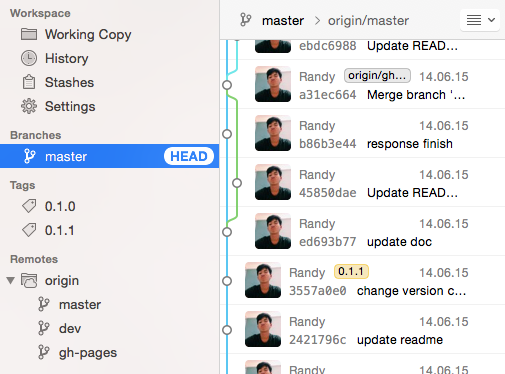 Workspace
Working Copy
History
Stashes
Settings
Branches
master HEAD
Tags
0.1.0
0.1.1
Remotes
origin
master
dev
gh-pages
master > origin/master
ebdc6988 Update READ...
Randy origin/gh... 14.06.15
a31ec664 Merge branch '...
Randy 14.06.15
b86b3e44 response finish
Randy 14.06.15
45850dae Update READ...
Randy 14.06.15
ed693b77 update doc
Randy 0.1.1 14.06.15
3557a0e0 change version c...
Randy 14.06.15
2421796c update readme
Randy 14.06.15